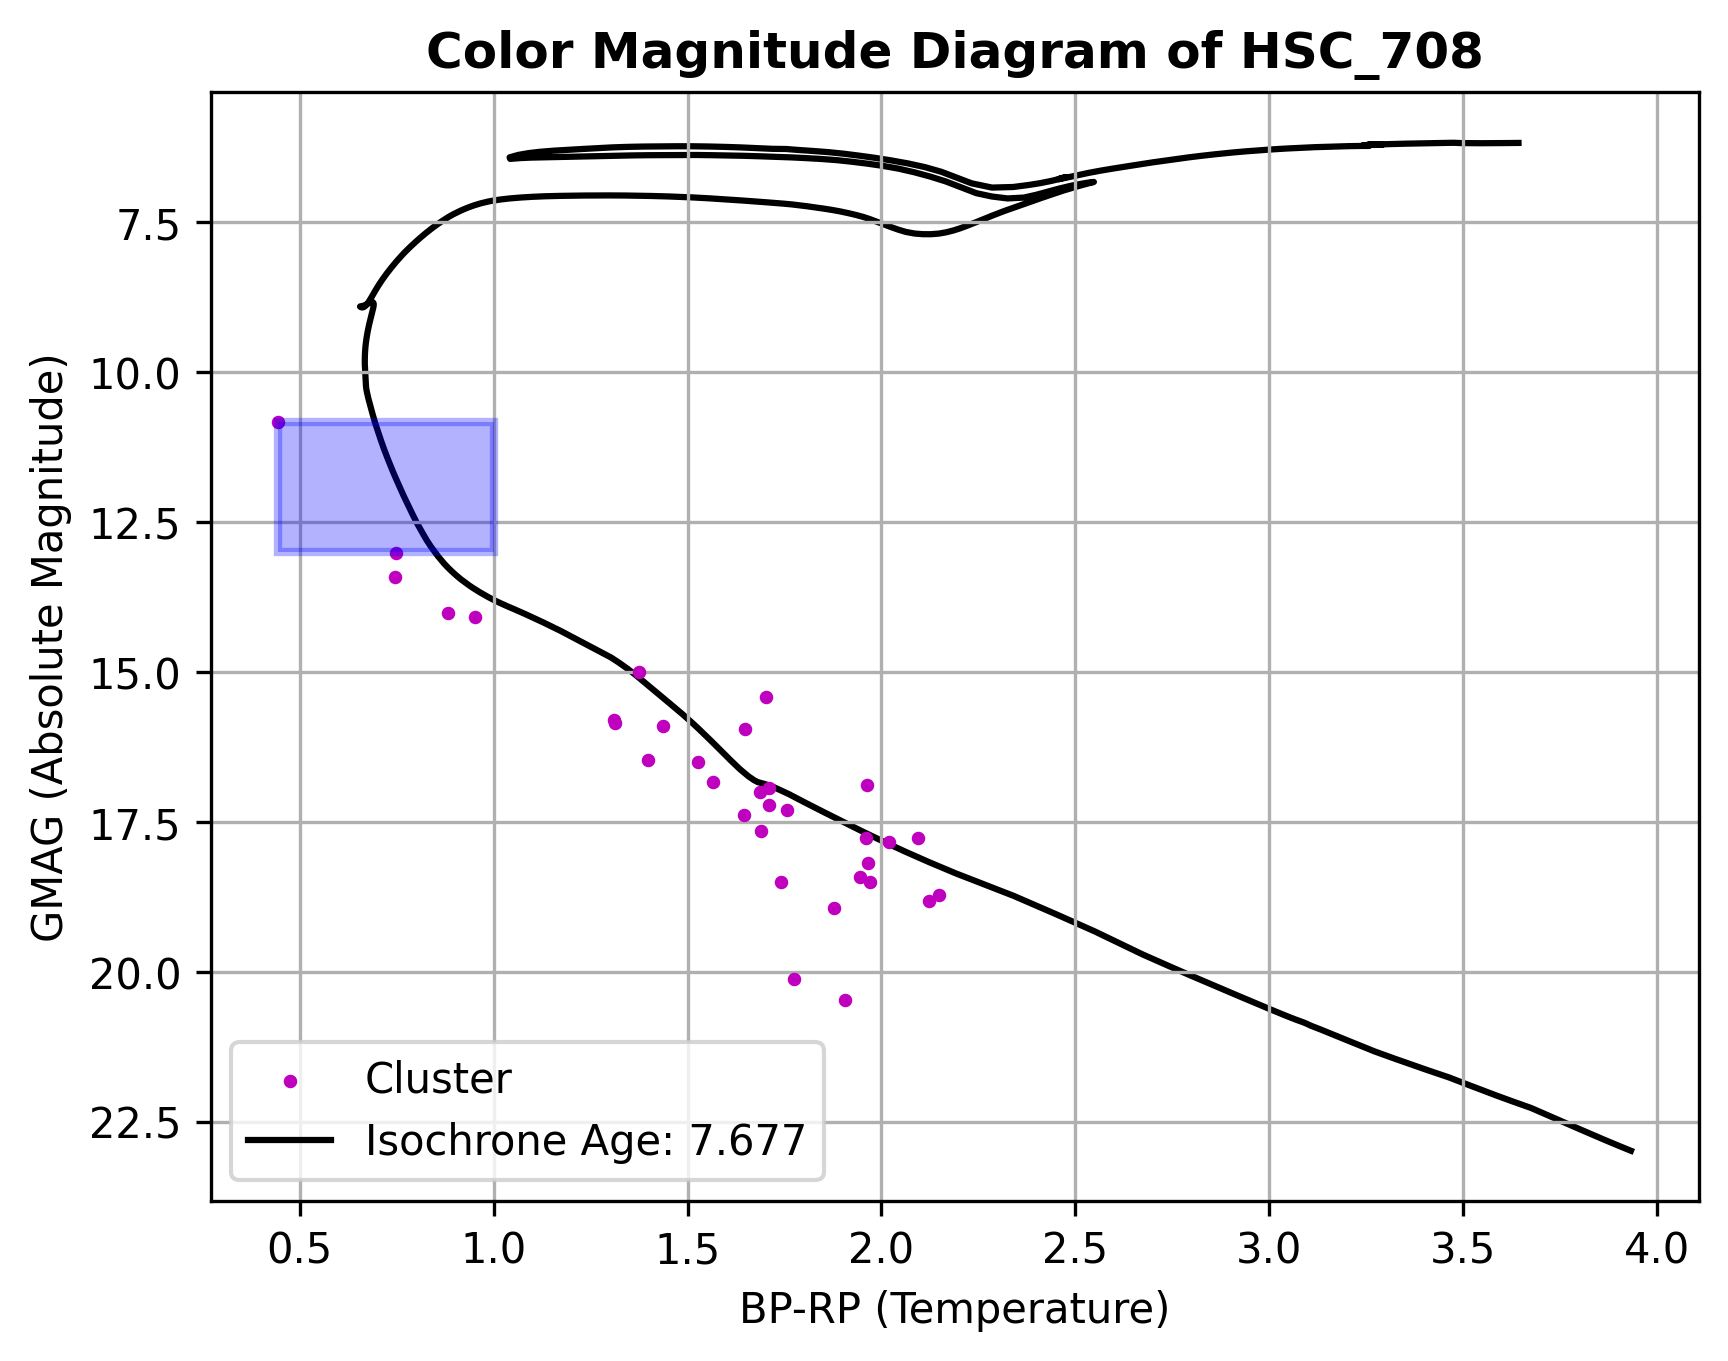 Color Magnitude Diagram of HSC_708
GMAG (Absolute Magnitude)
7.5
10.0
12.5
15.0
17.5
20.0
22.5
Cluster
Isochrone Age: 7.677
0.5 1.0 1.5 2.0 2.5 3.0 3.5 4.0
BP-RP (Temperature)